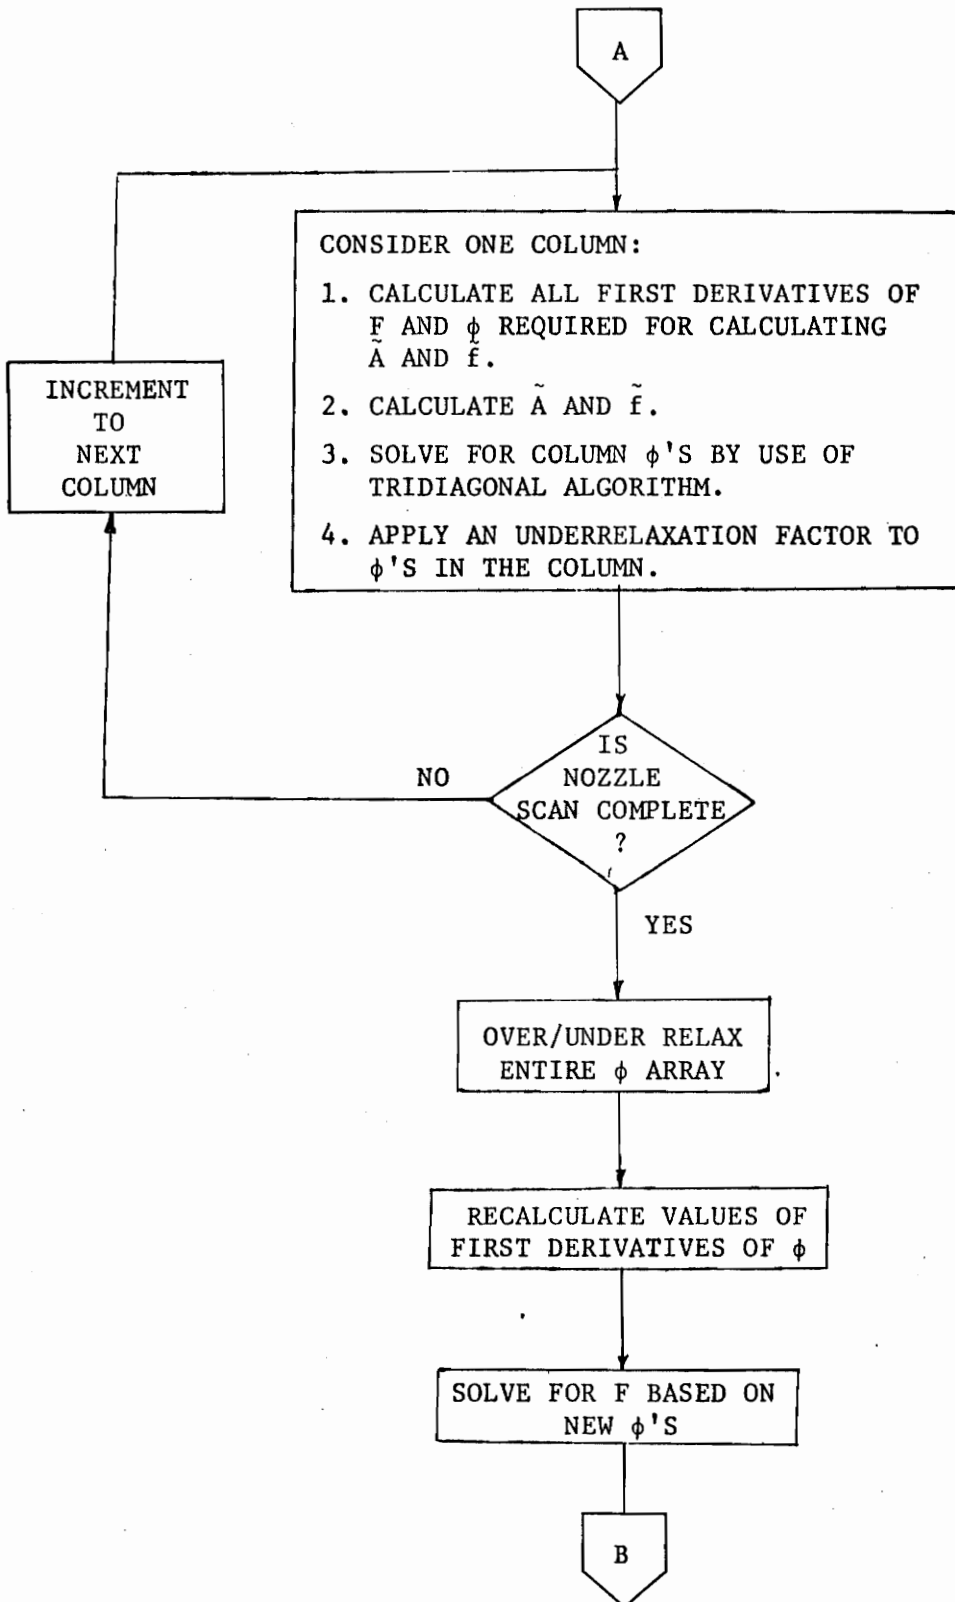 A
CONSIDER ONE COLUMN:
1. CALCULATE ALL FIRST DERIVATIVES OF
F AND ϕ REQUIRED FOR CALCULATING
Ã AND f̃.
2. CALCULATE Ã AND f̃.
3. SOLVE FOR COLUMN ϕ'S BY USE OF
TRIDIAGONAL ALGORITHM.
4. APPLY AN UNDERRELAXATION FACTOR TO
ϕ'S IN THE COLUMN.
INCREMENT
TO
NEXT
COLUMN
IS
NOZZLE
SCAN COMPLETE
?
NO
YES
OVER/UNDER RELAX
ENTIRE ϕ ARRAY
RECALCULATE VALUES OF
FIRST DERIVATIVES OF ϕ
SOLVE FOR F BASED ON
NEW ϕ'S
B